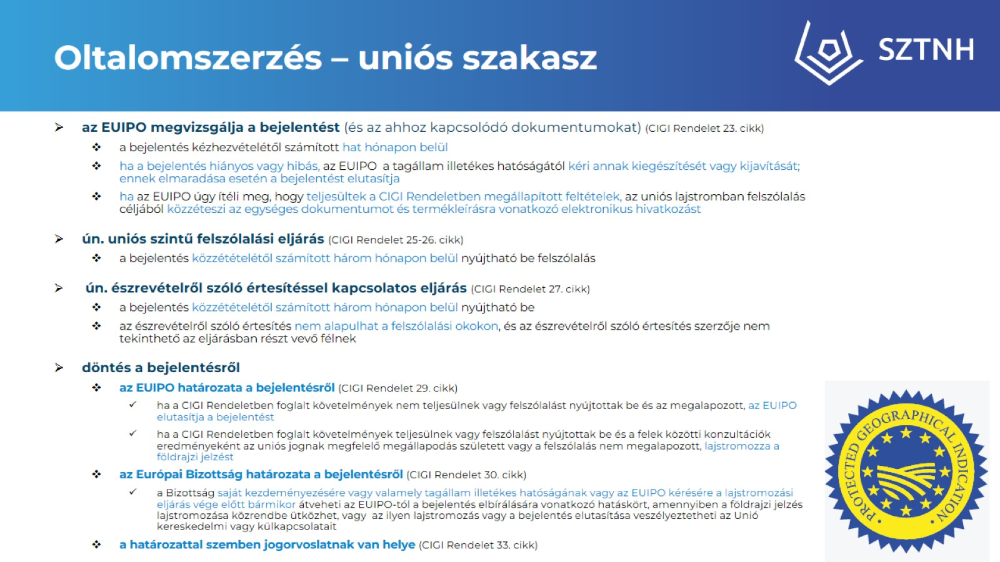 Oltalomszerzés – uniós szakasz
SZTNH
az EUIPO megvizsgálja a bejelentést (és az ahhoz kapcsolódó dokumentumokat) (CIGI Rendelet 23. cikk)
a bejelentés kézhezvételétől számított hat hónapon belül
ha a bejelentés hiányos vagy hibás, az EUIPO a tagállam illetékes hatóságától kéri annak kiegészítését vagy kijavítását;
ennek elmaradása esetén a bejelentést elutasítja
ha az EUIPO úgy ítéli meg, hogy teljesültek a CIGI Rendeletben megállapított feltételek, az uniós lajstromban felszólalás
céljából közzéteszi az egységes dokumentumot és termékleírásra vonatkozó elektronikus hivatkozást
ún. uniós szintű felszólalási eljárás (CIGI Rendelet 25-26. cikk)
a bejelentés közzétételétől számított három hónapon belül nyújtható be felszólalás
ún. észrevételről szóló értesítéssel kapcsolatos eljárás (CIGI Rendelet 27. cikk)
a bejelentés közzétételétől számított három hónapon belül nyújtható be
az észrevételről szóló értesítés nem alapulhat a felszólalási okokon, és az észrevételről szóló értesítés szerzője nem
tekinthető az eljárásban részt vevő félnek
döntés a bejelentésről
az EUIPO határozata a bejelentésről (CIGI Rendelet 29. cikk)
ha a CIGI Rendeletben foglalt követelmények nem teljesülnek vagy felszólalást nyújtottak be és az megalapozott, az EUIPO
elutasítja a bejelentést
ha a CIGI Rendeletben foglalt követelmények teljesülnek vagy felszólalást nyújtottak be és a felek közötti konzultációk
eredményeként az uniós jognak megfelelő megállapodás született vagy a felszólalás nem megalapozott, lajstromozza a
földrajzi jelzést
az Európai Bizottság határozata a bejelentésről (CIGI Rendelet 30. cikk)
a Bizottság saját kezdeményezésére vagy valamely tagállam illetékes hatóságának vagy az EUIPO kérésére a lajstromozási
eljárás vége előtt bármikor átveheti az EUIPO-tól a bejelentés elbírálására vonatkozó hatáskört, amennyiben a földrajzi jelzés
lajstromozása közrendbe ütközhet, vagy az ilyen lajstromozás vagy a bejelentés elutasítása veszélyeztetheti az Unió
kereskedelmi vagy külkapcsolatait
a határozattal szemben jogorvoslatnak van helye (CIGI Rendelet 33. cikk)
PROTECTED GEOGRAPHICAL INDICATION